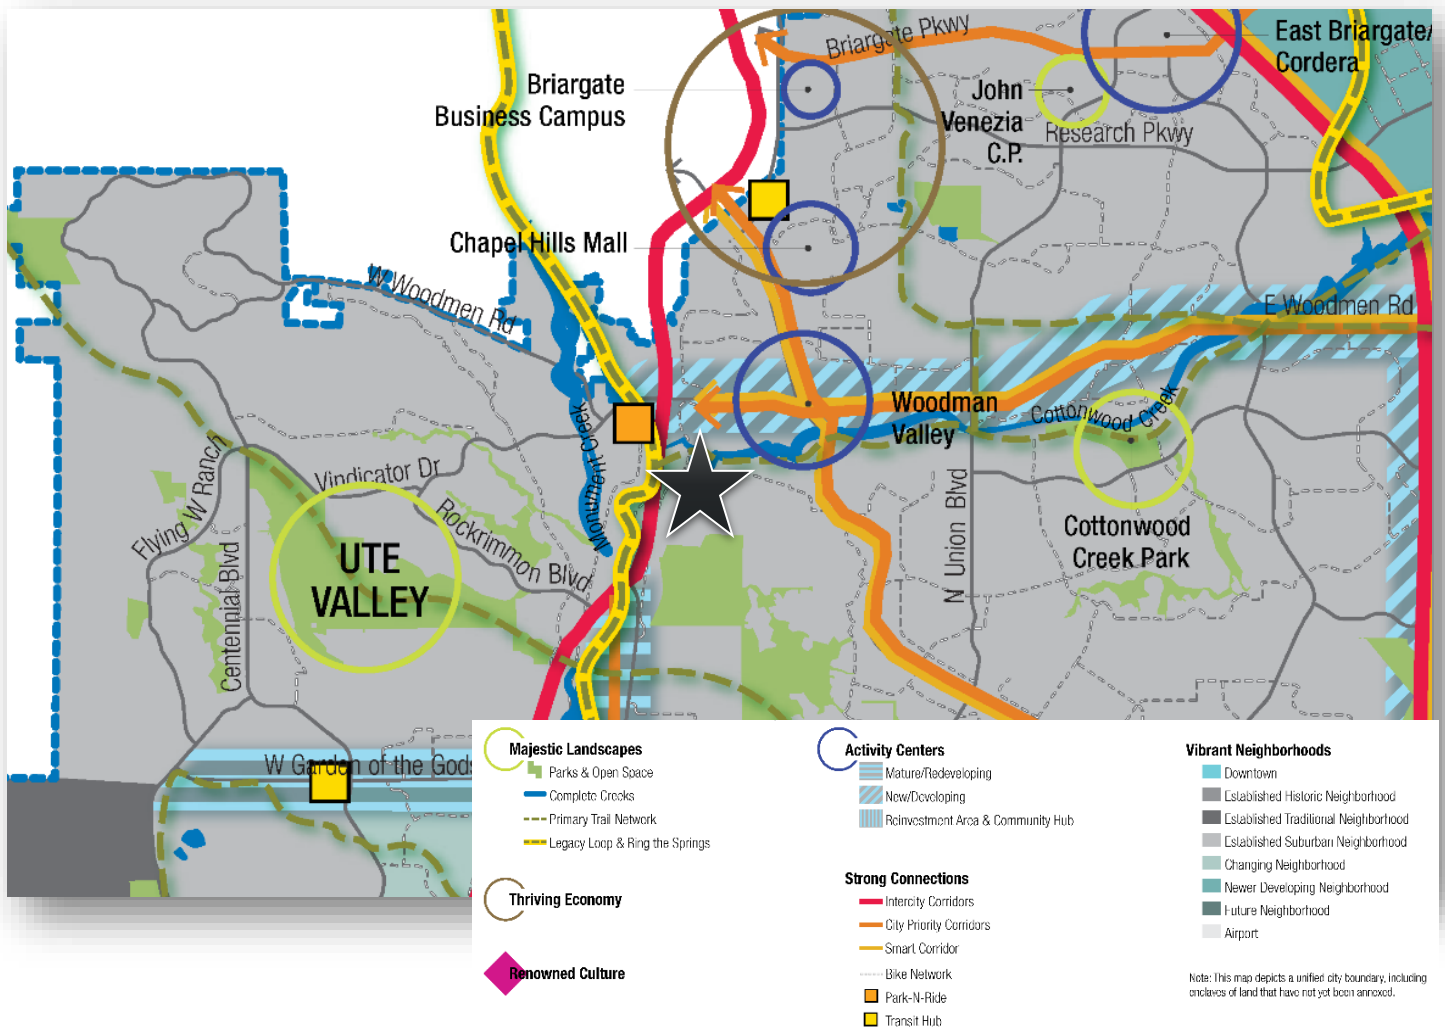 Briargate Pkwy
East Briargate/
Cordera
Briargate
Business Campus
John
Venezia
C.P.
Research Pkwy
Chapel Hills Mall
W Woodmen Rd
E Woodmen Rd
Woodman
Valley
Cottonwood Creek
Monument Creek
Vindicator Dr
Flying W Ranch
Rockrimmon Blvd
N Union Blvd
Cottonwood
Creek Park
UTE
VALLEY
Centennial Blvd
W Garden of the Gods
Majestic Landscapes
Parks & Open Space
Complete Creeks
Primary Trail Network
Legacy Loop & Ring the Springs
Thriving Economy
Renowned Culture
Activity Centers
Mature/Redeveloping
New/Developing
Reinvestment Area & Community Hub
Strong Connections
Intercity Corridors
City Priority Corridors
Smart Corridor
Bike Network
Park-N-Ride
Transit Hub
Vibrant Neighborhoods
Downtown
Established Historic Neighborhood
Established Traditional Neighborhood
Established Suburban Neighborhood
Changing Neighborhood
Newer Developing Neighborhood
Future Neighborhood
Airport
Note: This map depicts a unified city boundary, including
enclaves of land that have not yet been annexed.